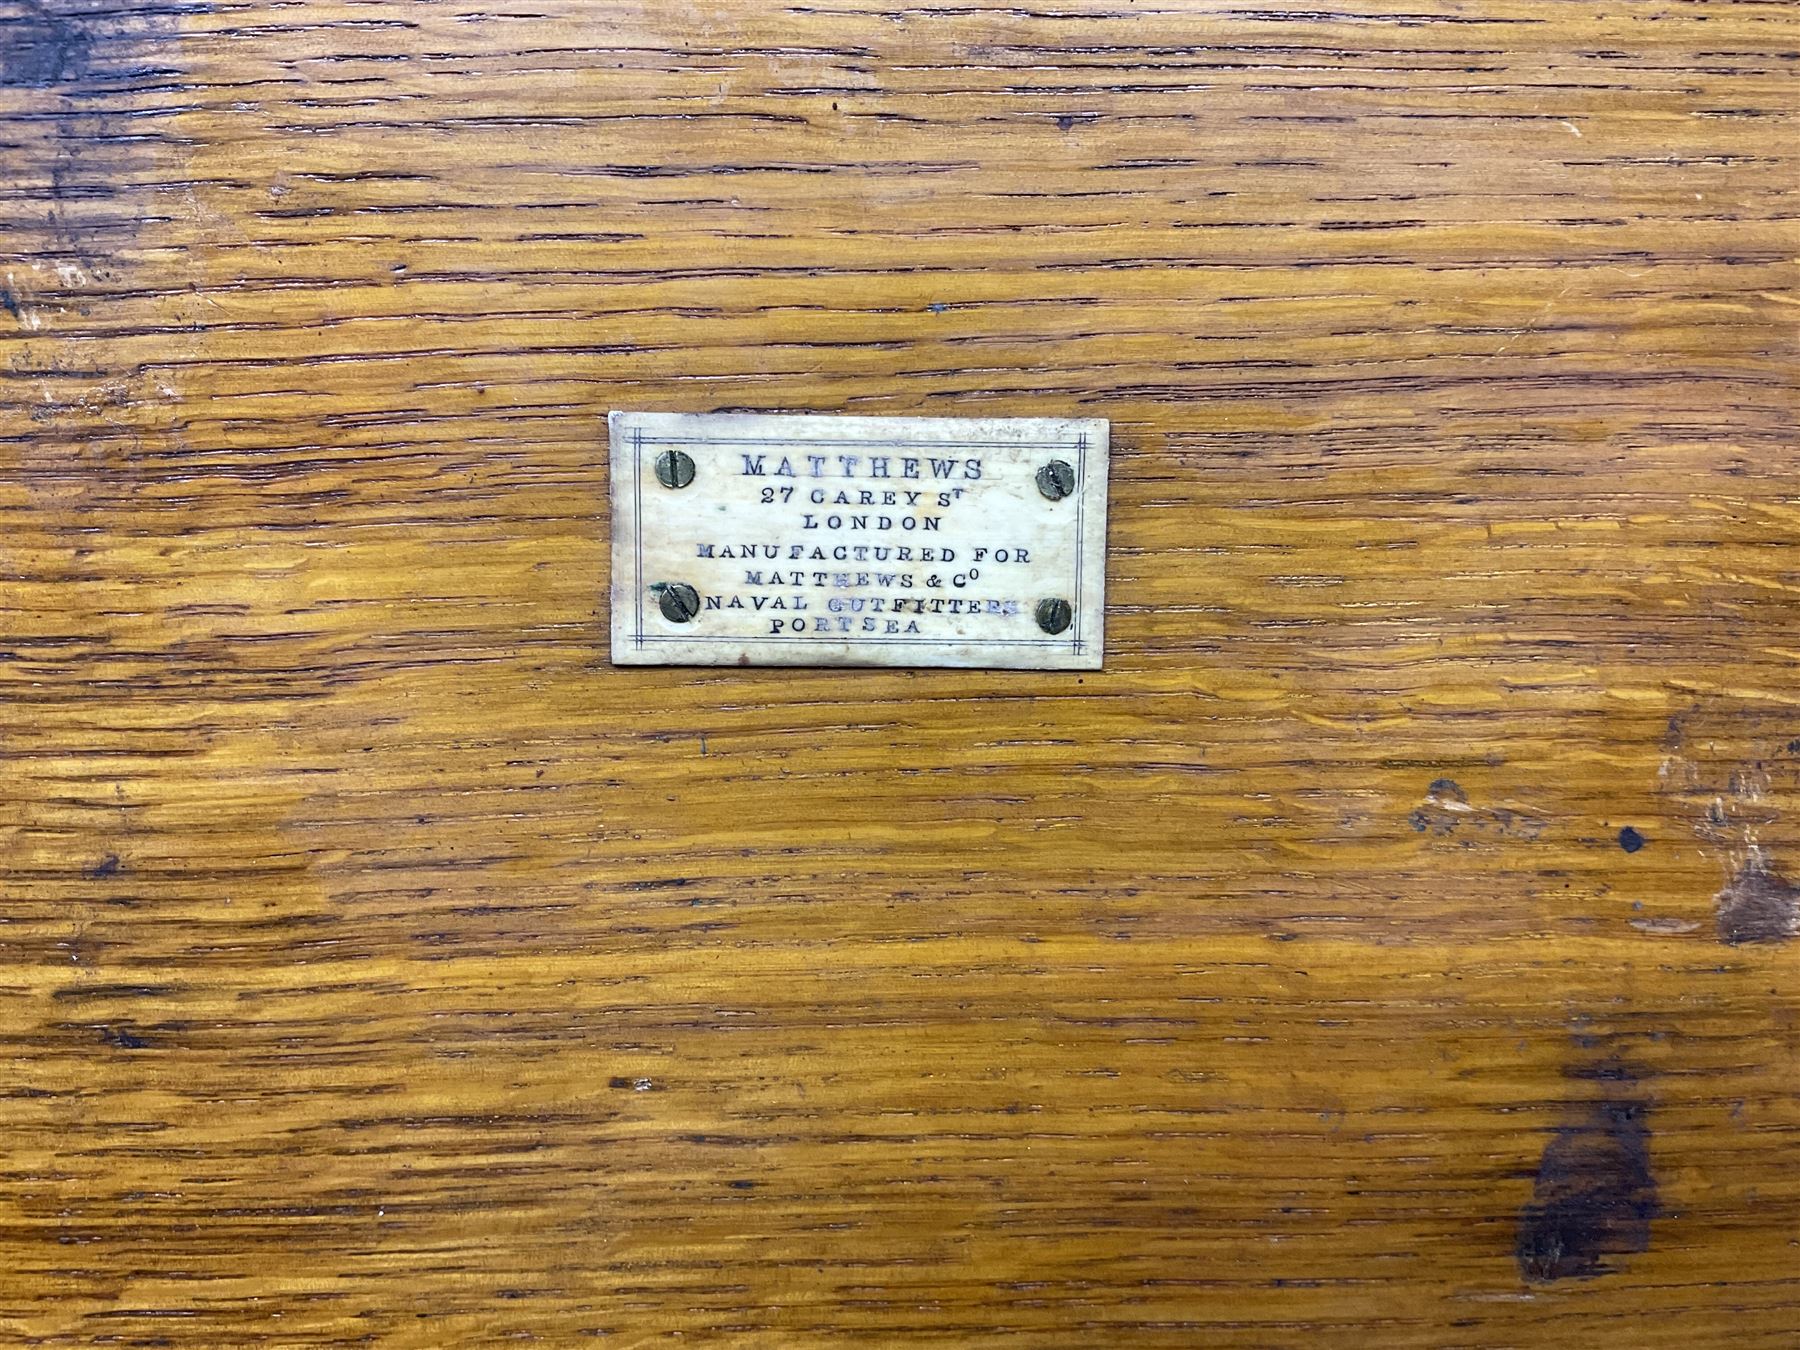 MATTHEWS
27 CAREY ST
LONDON
MANUFACTURED FOR
MATTHEWS & CO
NAVAL OUTFITTERS
PORTSEA